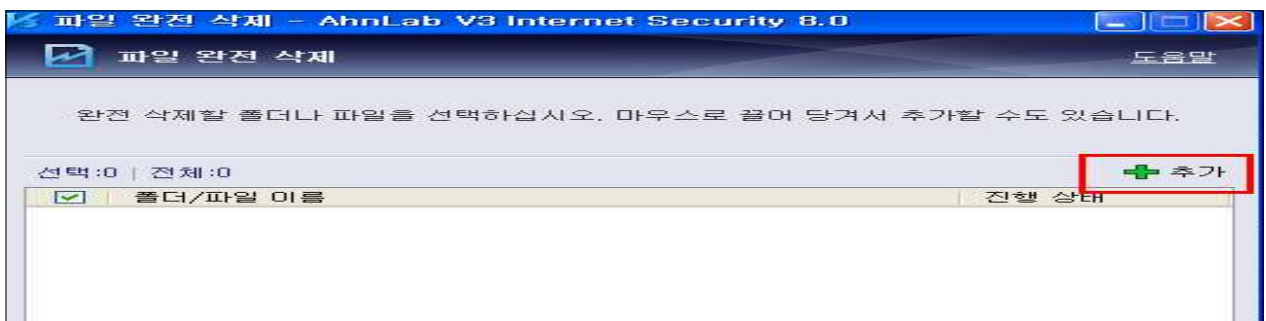 파일 완전 삭제 - AhnLab V3 Internet Security 8.0
파일 완전 삭제 도움말
완전 삭제할 폴더나 파일을 선택하십시오. 마우스로 끌어 당겨서 추가할 수도 있습니다.
선택:0 | 전체:0 추가
폴더/파일 이름 진행 상태